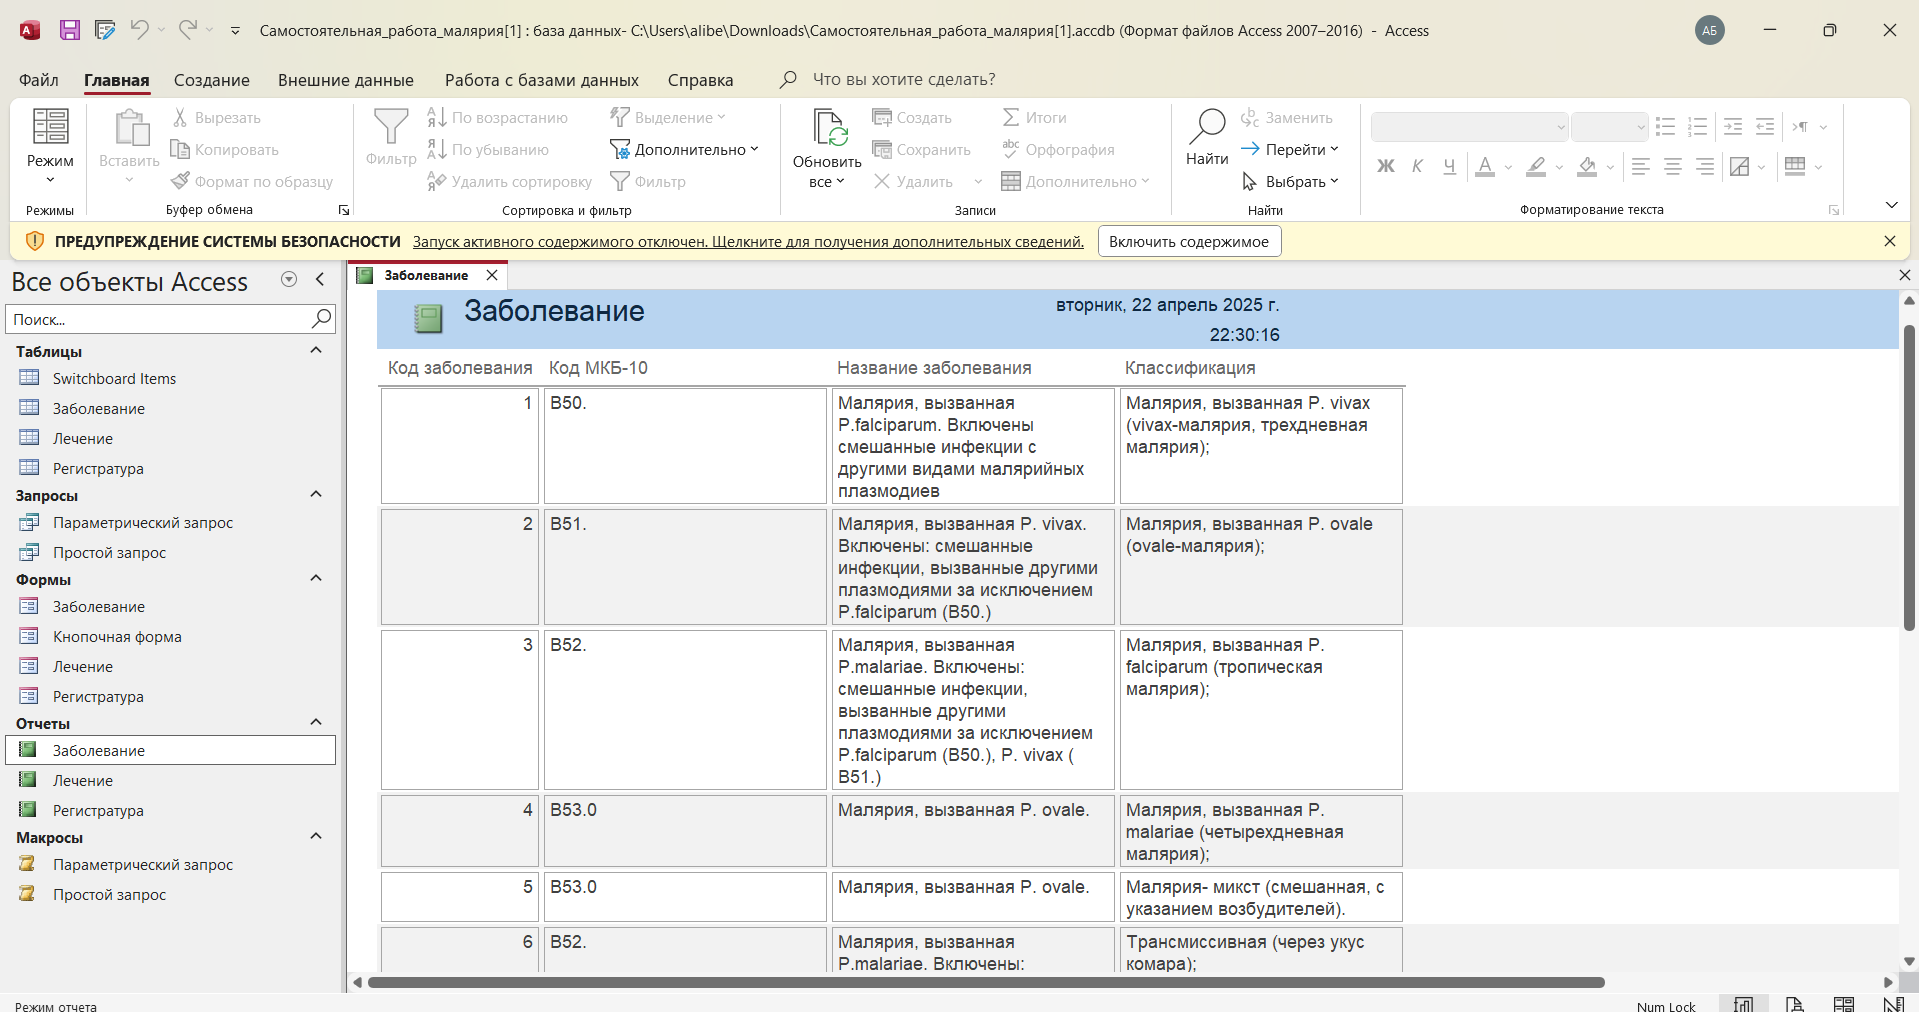 Самостоятельная_работа_малярия[1] : база данных- C:\Users\alibe\Downloads\Самостоятельная_работа_малярия[1].accdb (Формат файлов Access 2007–2016) - Access
АБ
Файл Главная Создание Внешние данные Работа с базами данных Справка Что вы хотите сделать?
Режим
Режимы
Вставить
Вырезать
Копировать
Формат по образцу
Буфер обмена
Фильтр
По возрастанию
По убыванию
Удалить сортировку
Выделение
Дополнительно
Фильтр
Сортировка и фильтр
Обновить
все
Создать
Сохранить
Удалить
Итоги
Орфография
Дополнительно
Записи
Найти
Заменить
Перейти
Выбрать
Найти
Ж К Ч
Форматирование текста
ПРЕДУПРЕЖДЕНИЕ СИСТЕМЫ БЕЗОПАСНОСТИ Запуск активного содержимого отключен. Щелкните для получения дополнительных сведений. Включить содержимое
Все объекты Access
Поиск...
Таблицы
Switchboard Items
Заболевание
Лечение
Регистратура
Запросы
Параметрический запрос
Простой запрос
Формы
Заболевание
Кнопочная форма
Лечение
Регистратура
Отчеты
Заболевание
Лечение
Регистратура
Макросы
Параметрический запрос
Простой запрос
Заболевание
Заболевание
вторник, 22 апрель 2025 г.
22:30:16
Код заболевания Код МКБ-10 Название заболевания Классификация
1
B50.
Малярия, вызванная
P.falciparum. Включены
смешанные инфекции с
другими видами малярийных
плазмодиев
Малярия, вызванная P. vivax
(vivax-малярия, трехдневная
малярия);
2
B51.
Малярия, вызванная P. vivax.
Включены: смешанные
инфекции, вызванные другими
плазмодиями за исключением
P.falciparum (B50.)
Малярия, вызванная P. ovale
(ovale-малярия);
3
B52.
Малярия, вызванная
P.malariae. Включены:
смешанные инфекции,
вызванные другими
плазмодиями за исключением
P.falciparum (B50.), P. vivax (
B51.)
Малярия, вызванная P.
falciparum (тропическая
малярия);
4
B53.0
Малярия, вызванная P. ovale.
Малярия, вызванная P.
malariae (четырехдневная
малярия);
5
B53.0
Малярия, вызванная P. ovale.
Малярия- микст (смешанная, с
указанием возбудителей).
6
B52.
Малярия, вызванная
P.malariae. Включены:
Трансмиссивная (через укус
комара);
Режим отчета
Num Lock